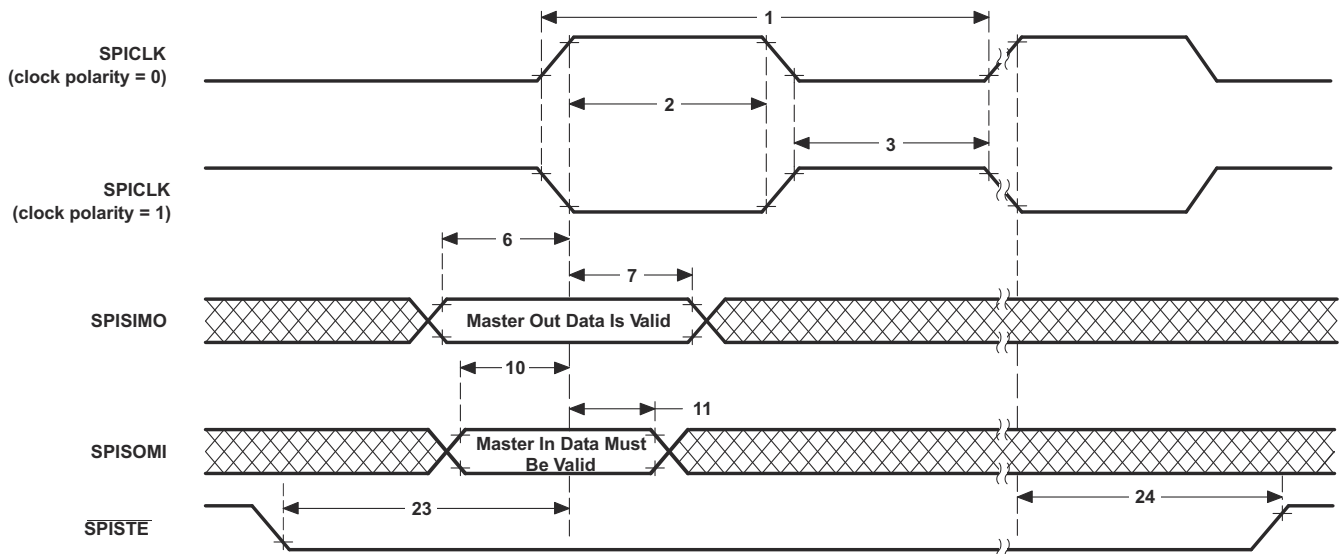 1
SPICLK
(clock polarity = 0)
2
3
SPICLK
(clock polarity = 1)
6
7
SPISIMO
Master Out Data Is Valid
10
11
SPISOMI
Master In Data Must
Be Valid
23
24
SPISTE